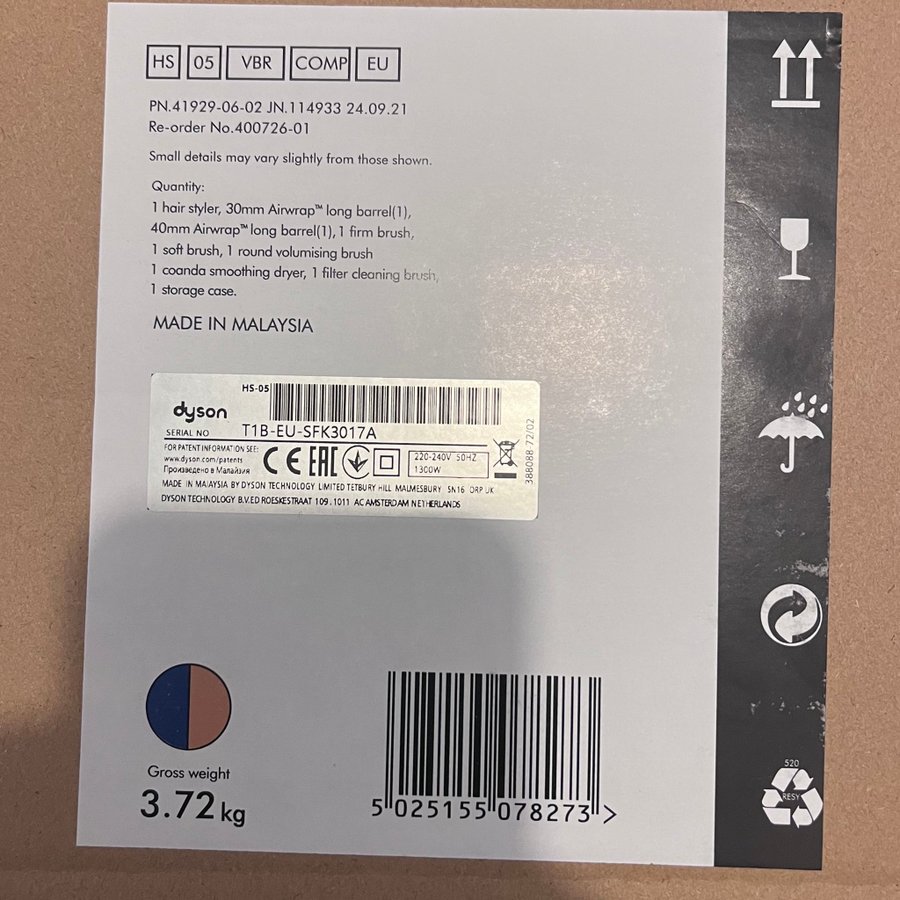 HS 05 VBR COMP EU
PN.41929-06-02 JN.114933 24.09.21
Re-order No.400726-01
Small details may vary slightly from those shown.
Quantity:
1 hair styler, 30mm Airwrap™ long barrel(1),
40mm Airwrap™ long barrel(1), 1 firm brush,
1 soft brush, 1 round volumising brush
1 coanda smoothing dryer, 1 filter cleaning brush,
1 storage case.
MADE IN MALAYSIA
HS-05
dyson
SERIAL NO T1B-EU-SFK3017A
FOR PATENT INFORMATION SEE:
www.dyson.com/patents
Произведено в Малайзия
CE EAC
220-240V 50HZ
1300W
388088 72/02
MADE IN MALAYSIA BY DYSON TECHNOLOGY LIMITED TETBURY HILL MALMESBURY SN16 0RP UK
DYSON TECHNOLOGY B.V.ED ROESKESTRAAT 109,1011 AC AMSTERDAM NETHERLANDS
520
RESY
Gross weight
3.72 kg
5 025155 078273 >